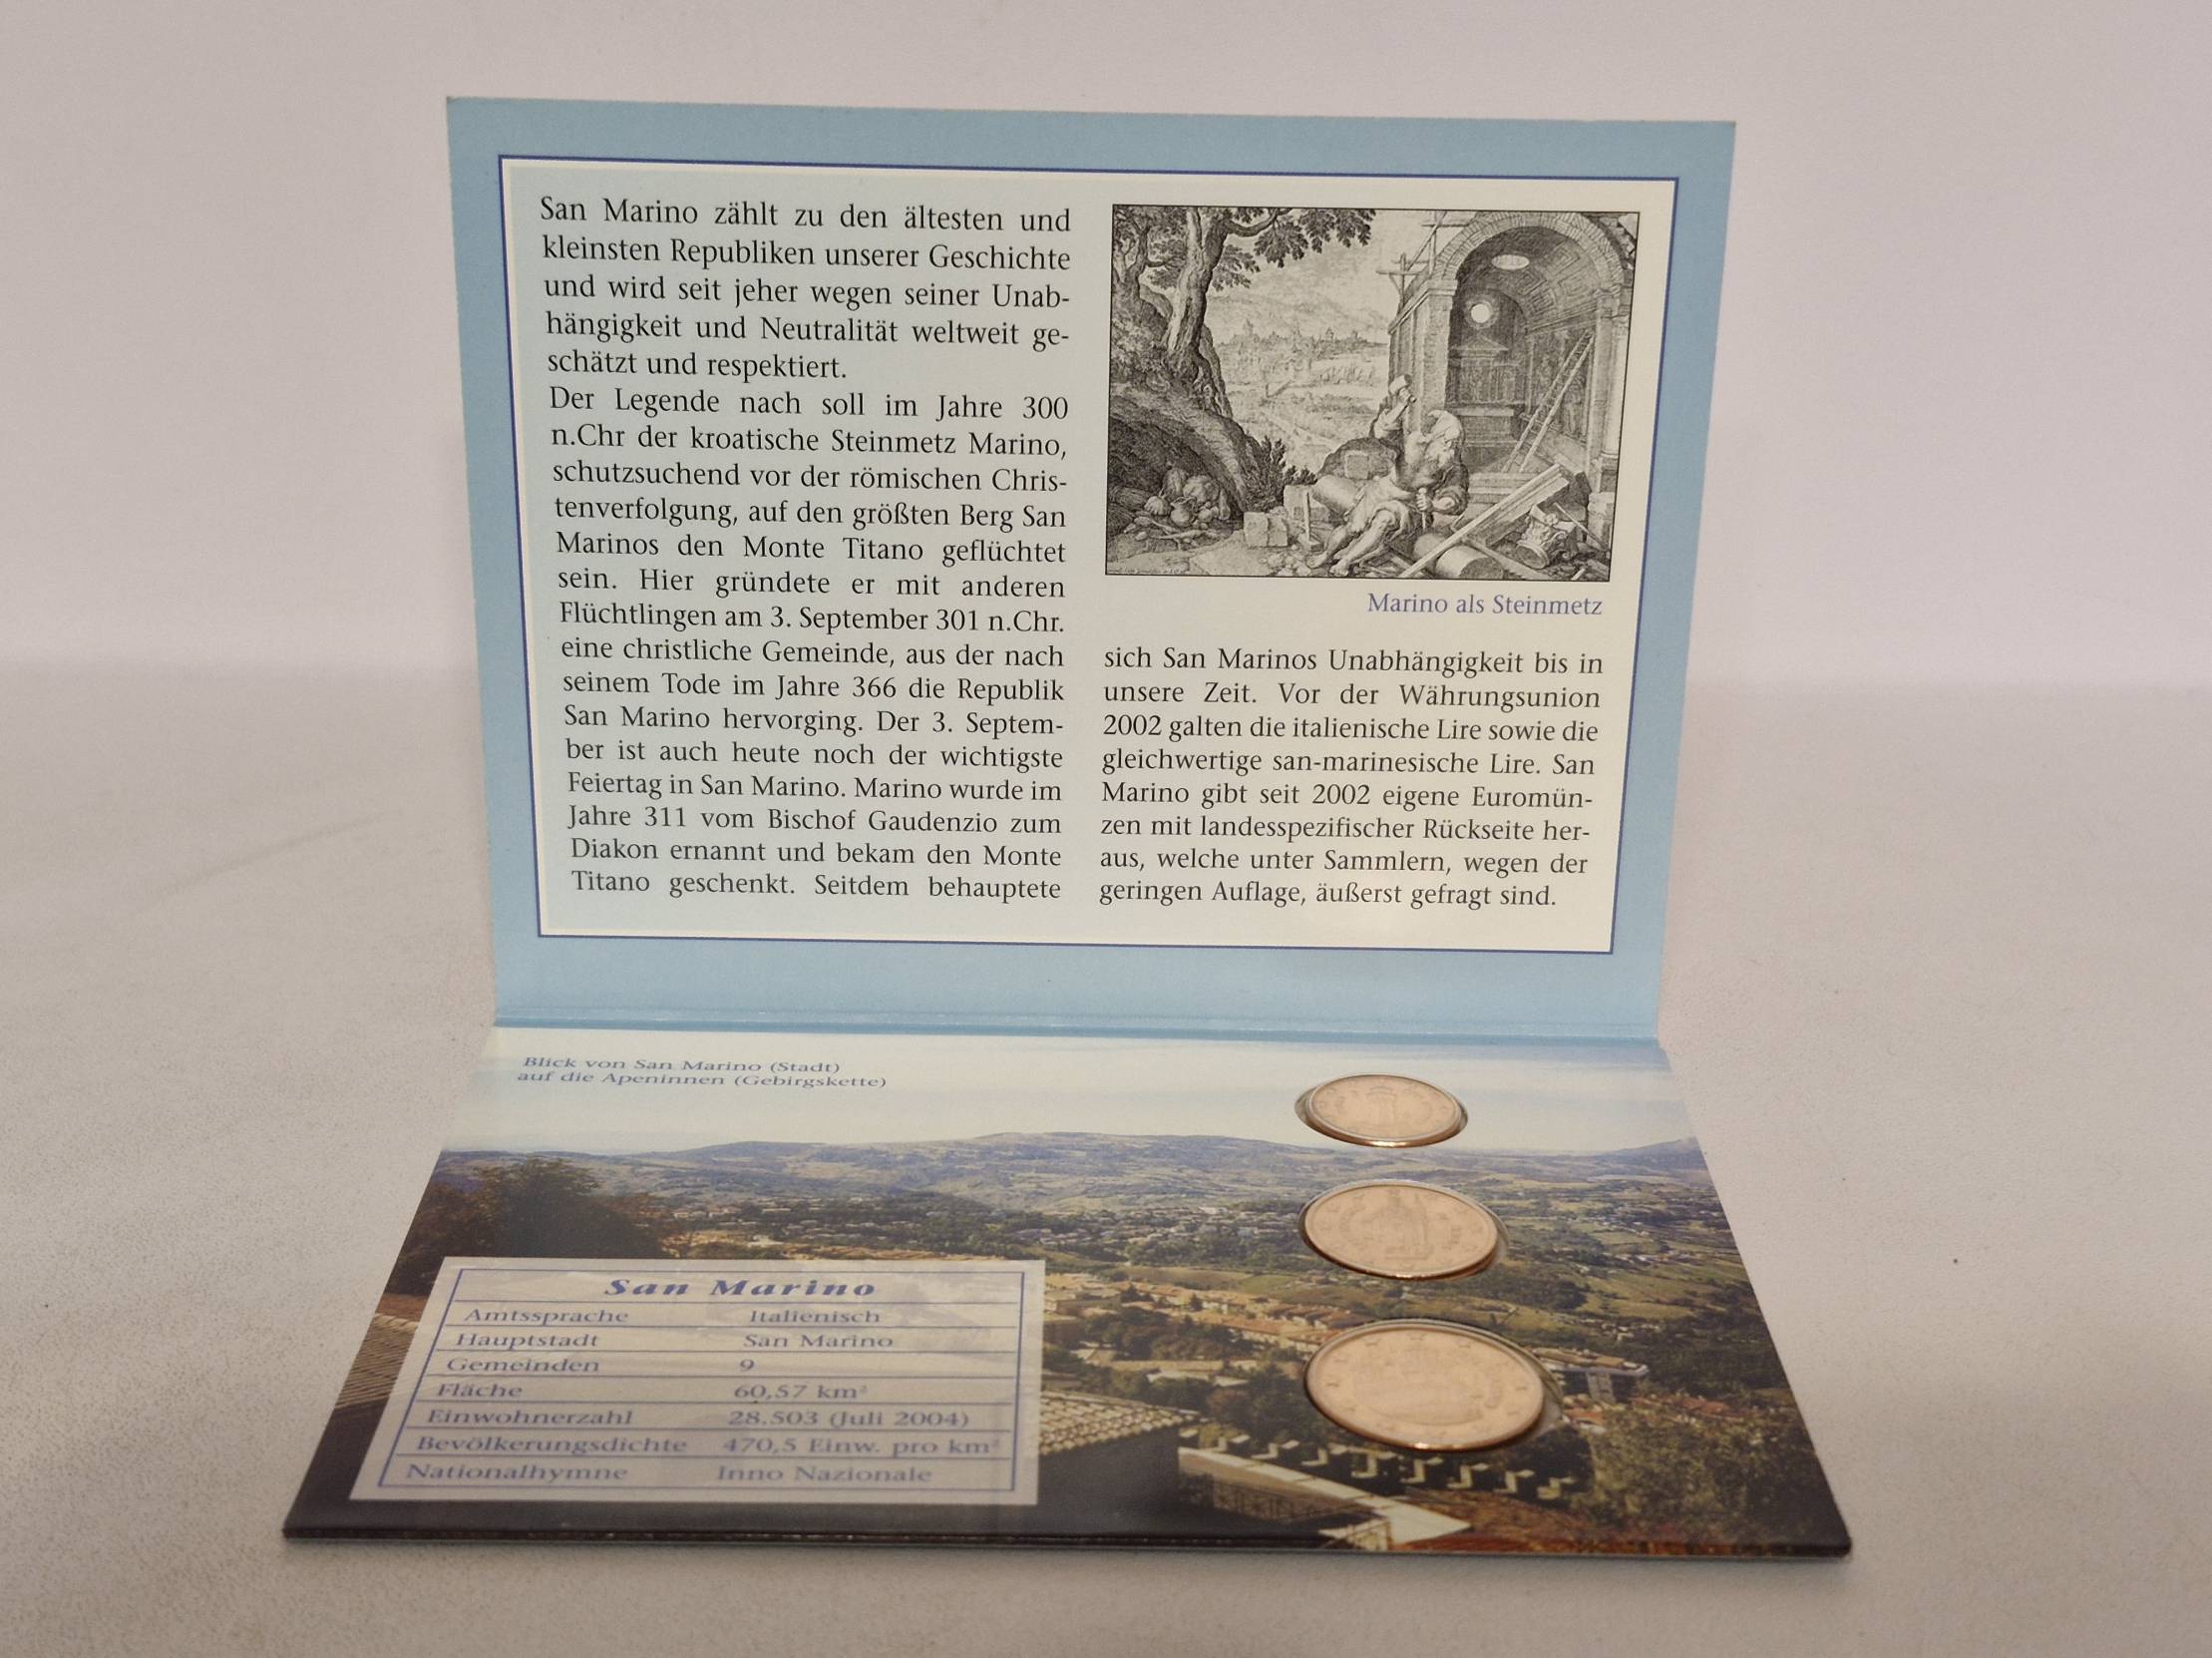 San Marino zählt zu den ältesten und
kleinsten Republiken unserer Geschichte
und wird seit jeher wegen seiner Unab-
hängigkeit und Neutralität weltweit ge-
schätzt und respektiert.
Der Legende nach soll im Jahre 300
n.Chr der kroatische Steinmetz Marino,
schutzsuchend vor der römischen Chris-
tenverfolgung, auf den größten Berg San
Marinos den Monte Titano geflüchtet
sein. Hier gründete er mit anderen
Flüchtlingen am 3. September 301 n.Chr.
eine christliche Gemeinde, aus der nach
seinem Tode im Jahre 366 die Republik
San Marino hervorging. Der 3. Septem-
ber ist auch heute noch der wichtigste
Feiertag in San Marino. Marino wurde im
Jahre 311 vom Bischof Gaudenzio zum
Diakon ernannt und bekam den Monte
Titano geschenkt. Seitdem behauptete
Marino als Steinmetz
sich San Marinos Unabhängigkeit bis in
unsere Zeit. Vor der Währungsunion
2002 galten die italienische Lire sowie die
gleichwertige san-marinesische Lire. San
Marino gibt seit 2002 eigene Euromün-
zen mit landesspezifischer Rückseite her-
aus, welche unter Sammlern, wegen der
geringen Auflage, äußerst gefragt sind.
Blick von San Marino (Stadt)
auf die Apeninnen (Gebirgskette)
San Marino
Amtssprache Italienisch
Hauptstadt San Marino
Gemeinden 9
Fläche 60,57 km²
Einwohnerzahl 28.503 (Juli 2004)
Bevölkerungsdichte 470,5 Einw. pro km²
Nationalhymne Inno Nazionale